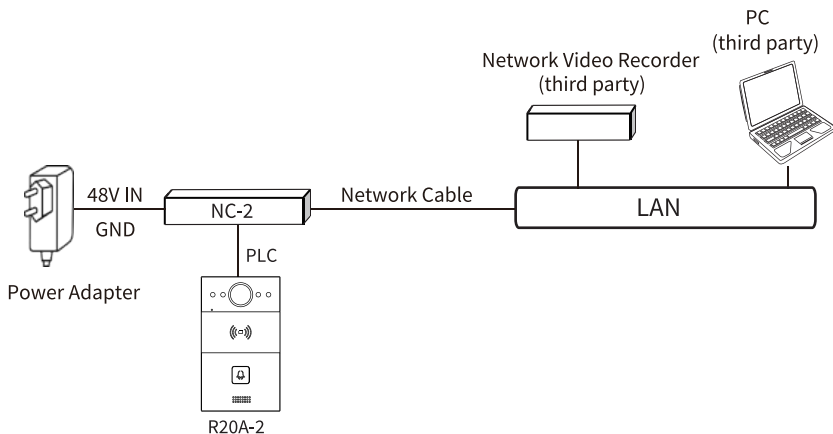 PC
(third party)
Network Video Recorder
(third party)
48V IN
GND
NC-2
Network Cable
LAN
PLC
Power Adapter
R20A-2